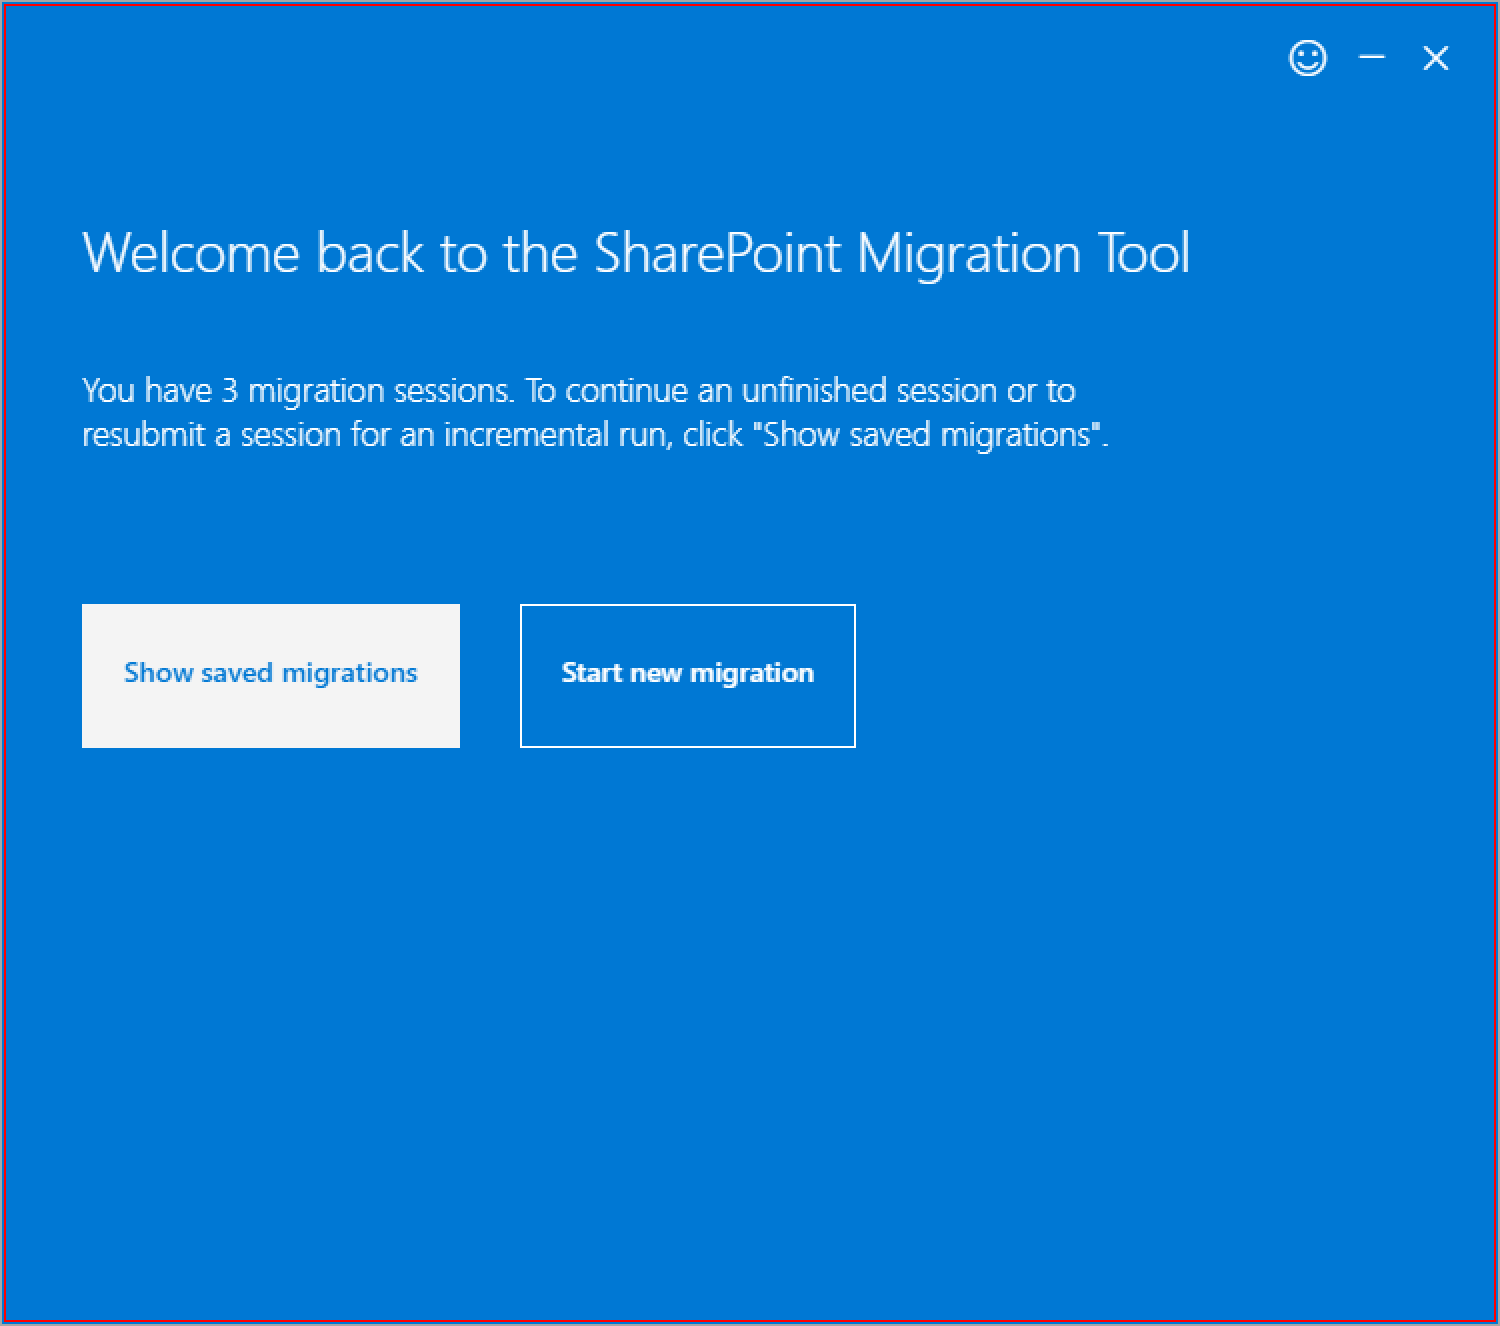 Welcome back to the SharePoint Migration Tool
You have 3 migration sessions. To continue an unfinished session or to
resubmit a session for an incremental run, click "Show saved migrations".
Show saved migrations
Start new migration